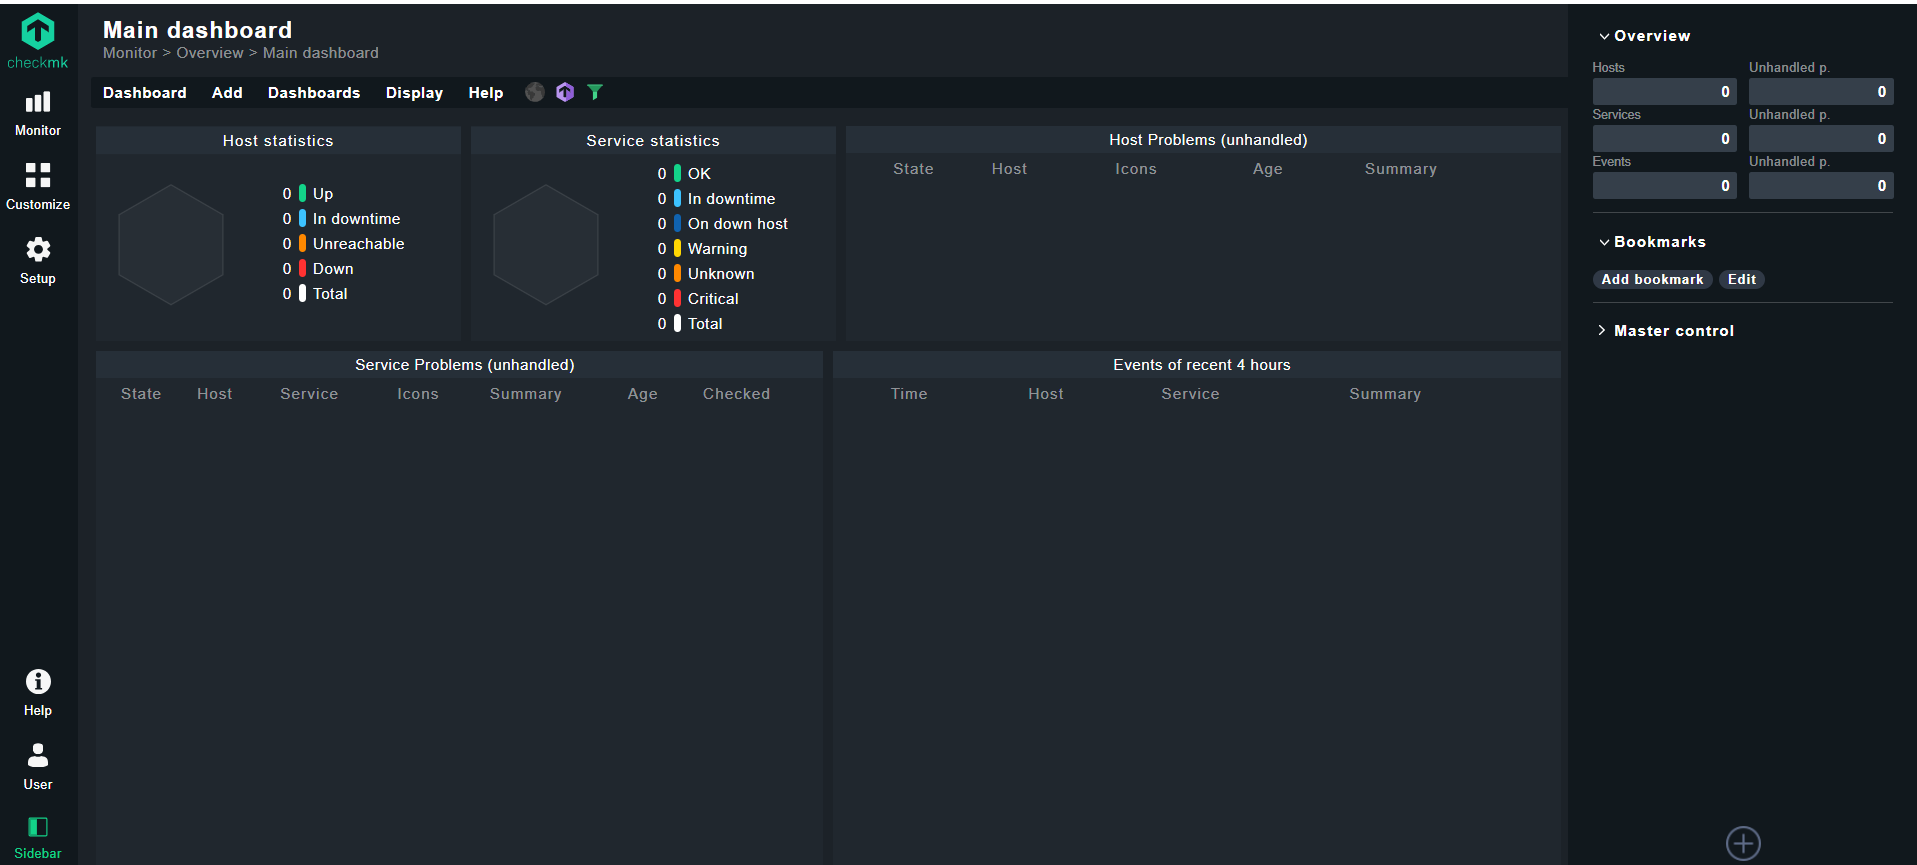 checkmk
Monitor
Customize
Setup
Help
User
Sidebar
Main dashboard
Monitor > Overview > Main dashboard
Dashboard Add Dashboards Display Help
Host statistics
0 Up
0 In downtime
0 Unreachable
0 Down
0 Total
Service statistics
0 OK
0 In downtime
0 On down host
0 Warning
0 Unknown
0 Critical
0 Total
Host Problems (unhandled)
State Host Icons Age Summary
Service Problems (unhandled)
State Host Service Icons Summary Age Checked
Events of recent 4 hours
Time Host Service Summary
Overview
Hosts Unhandled p.
0 0
Services Unhandled p.
0 0
Events Unhandled p.
0 0
Bookmarks
Add bookmark Edit
Master control